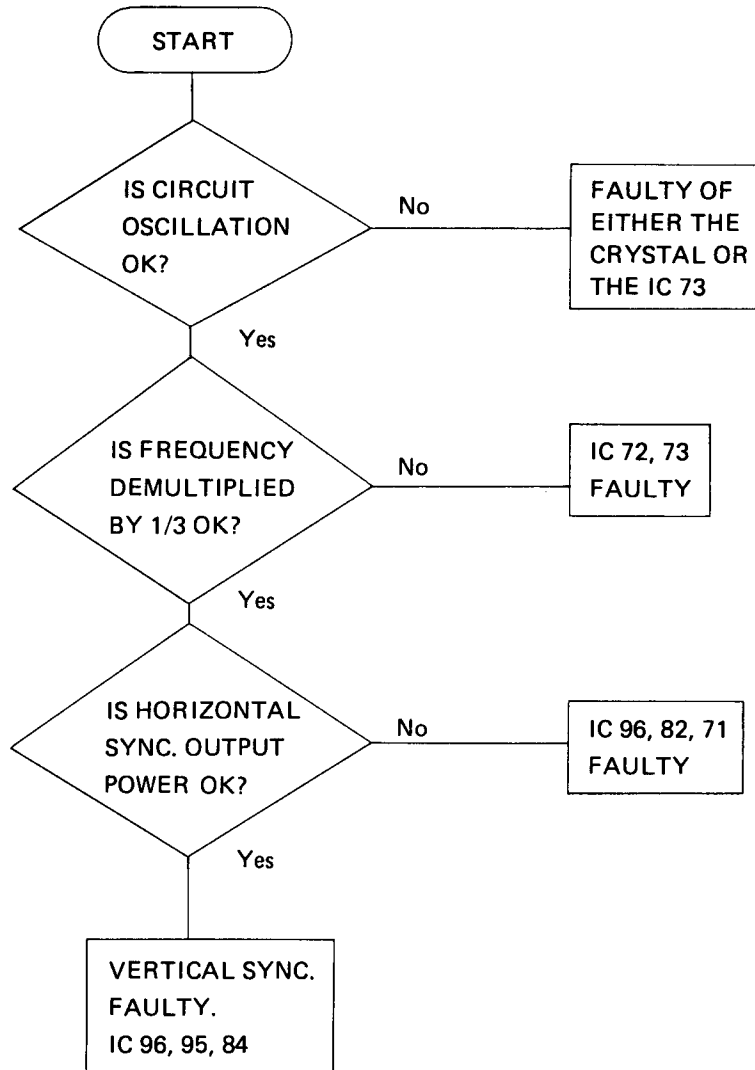 START
IS CIRCUIT
OSCILLATION
OK?
No
FAULTY OF
EITHER THE
CRYSTAL OR
THE IC 73
Yes
IS FREQUENCY
DEMULTIPLIED
BY 1/3 OK?
No
IC 72, 73
FAULTY
Yes
IS HORIZONTAL
SYNC. OUTPUT
POWER OK?
No
IC 96, 82, 71
FAULTY
Yes
VERTICAL SYNC.
FAULTY.
IC 96, 95, 84